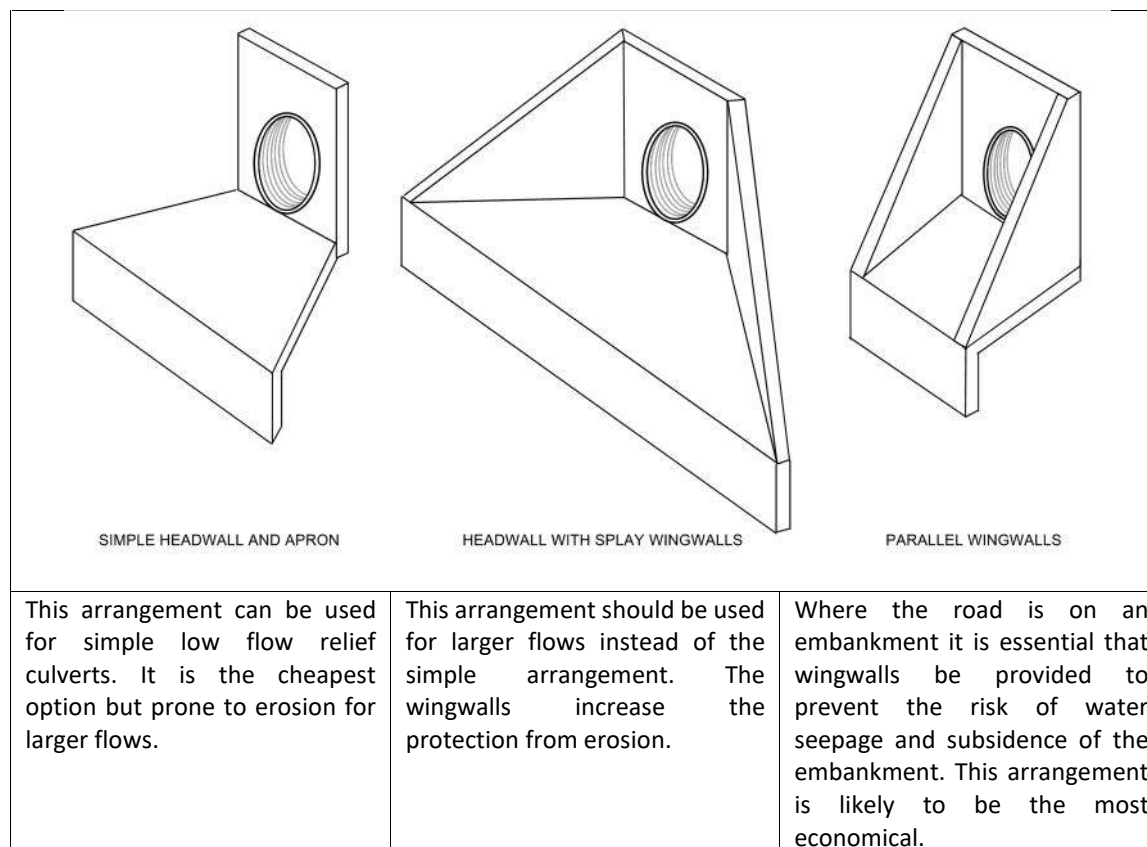 SIMPLE HEADWALL AND APRON
HEADWALL WITH SPLAY WINGWALLS
PARALLEL WINGWALLS
This arrangement can be used
for simple low flow relief
culverts. It is the cheapest
option but prone to erosion for
larger flows.
This arrangement should be used
for larger flows instead of the
simple arrangement. The
wingwalls increase the
protection from erosion.
Where the road is on an
embankment it is essential that
wingwalls be provided to
prevent the risk of water
seepage and subsidence of the
embankment. This arrangement
is likely to be the most
economical.